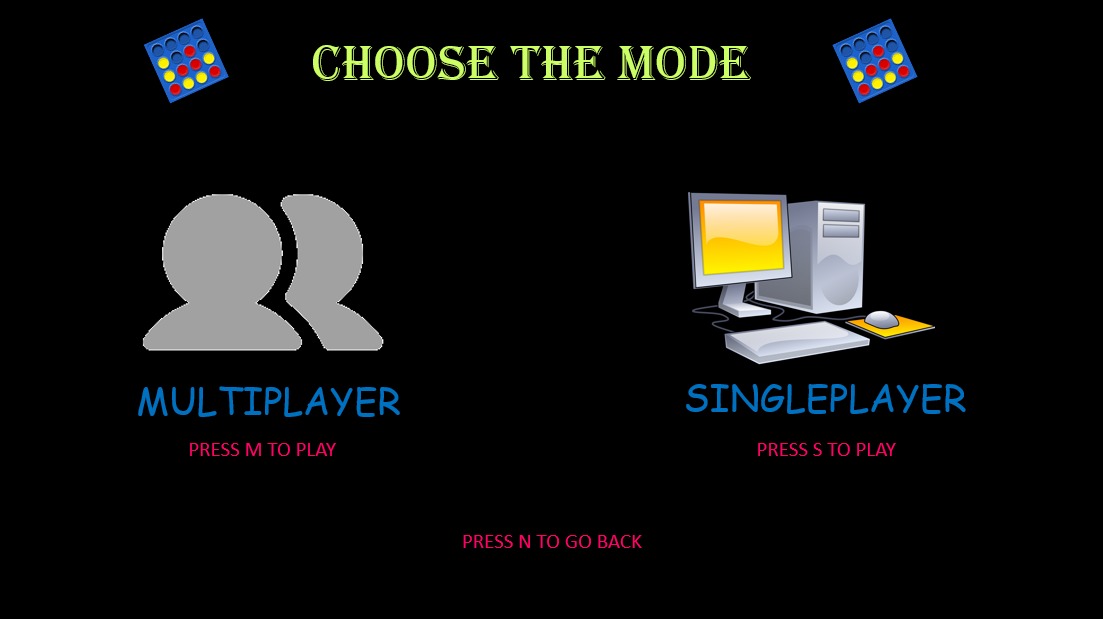 CHOOSE THE MODE
MULTIPLAYER
PRESS M TO PLAY
SINGLEPLAYER
PRESS S TO PLAY
PRESS N TO GO BACK